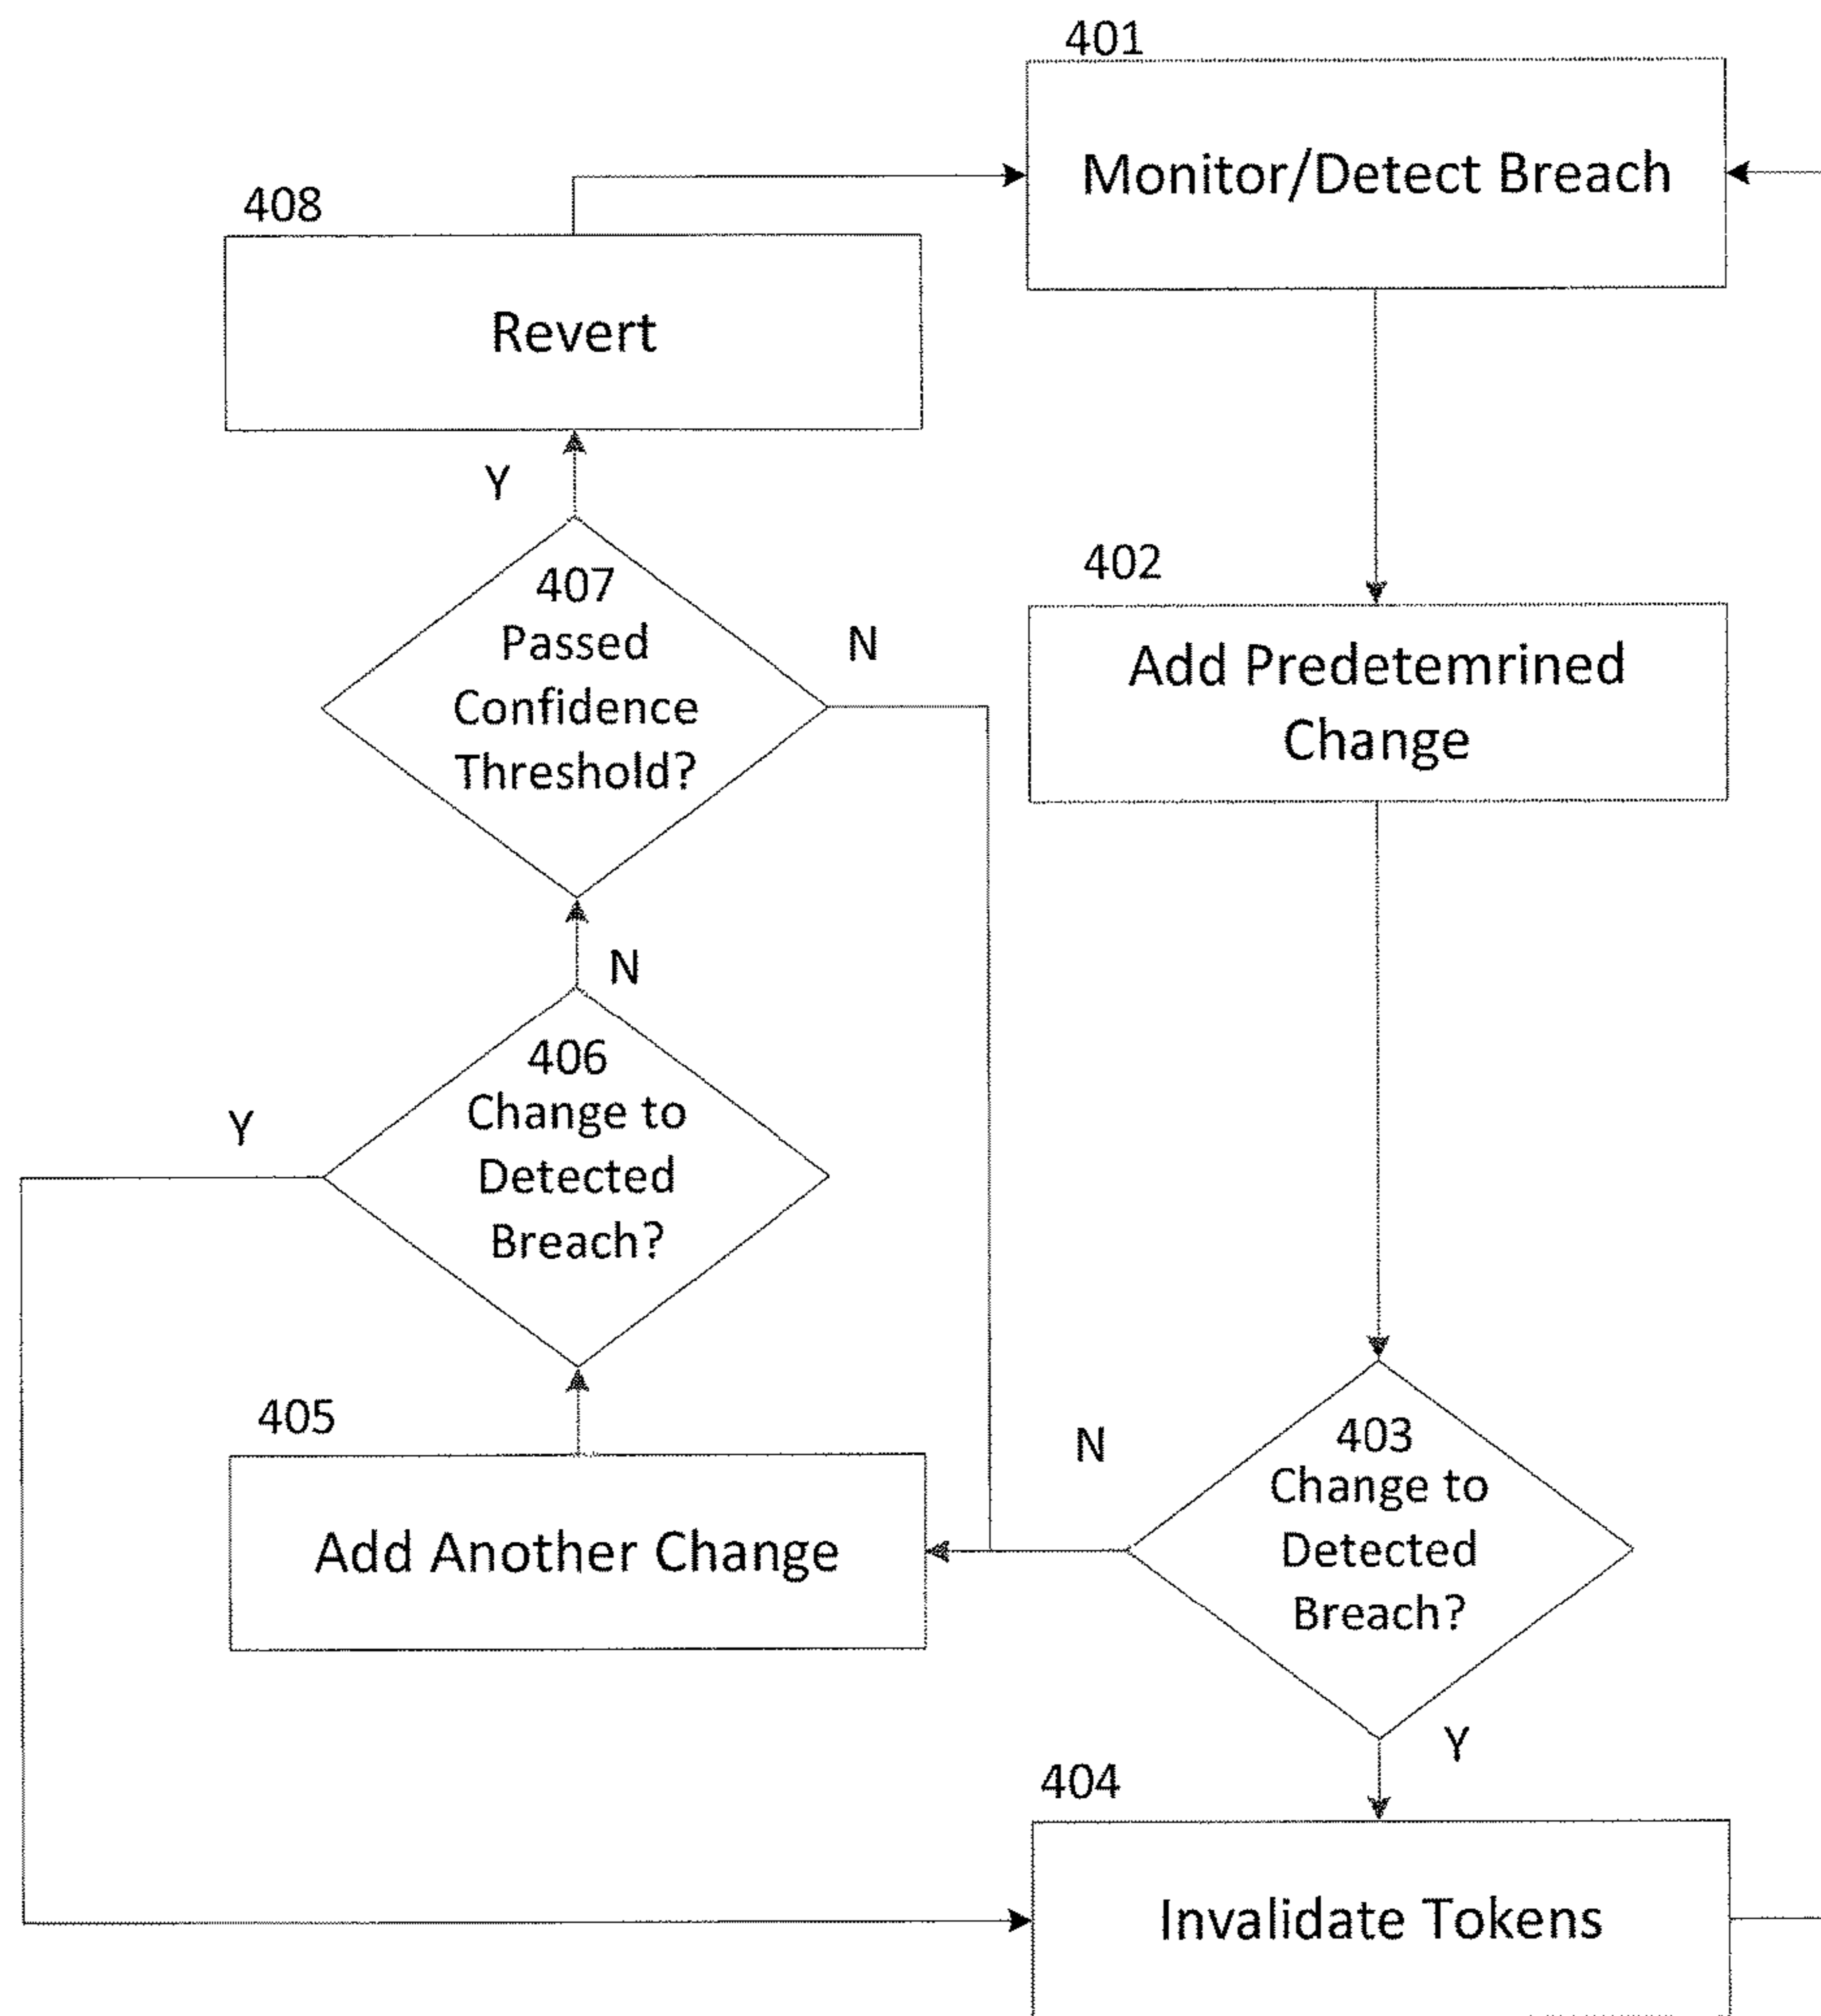 401
Monitor/Detect Breach
408
Revert
Y
402
407
Passed
Confidence
Threshold?
N
Add Predetemrined
Change
N
406
Change to
Detected
Breach?
Y
405
Add Another Change
N
403
Change to
Detected
Breach?
Y
404
Invalidate Tokens